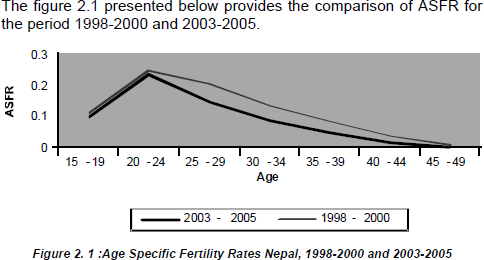 The figure 2.1 presented below provides the comparison of ASFR for
the period 1998-2000 and 2003-2005.
0.3
0.2
0.1
0
ASFR
15 - 19 20 - 24 25 - 29 30 - 34 35 - 39 40 - 44 45 - 49
Age
2003 - 2005 1998 - 2000
Figure 2. 1 :Age Specific Fertility Rates Nepal, 1998-2000 and 2003-2005